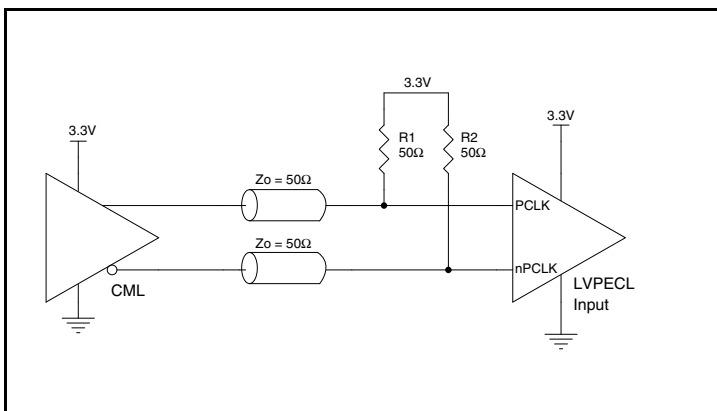 3.3V
3.3V
3.3V
R1
50Ω
R2
50Ω
Zo = 50Ω
PCLK
Zo = 50Ω
nPCLK
CML
LVPECL
Input